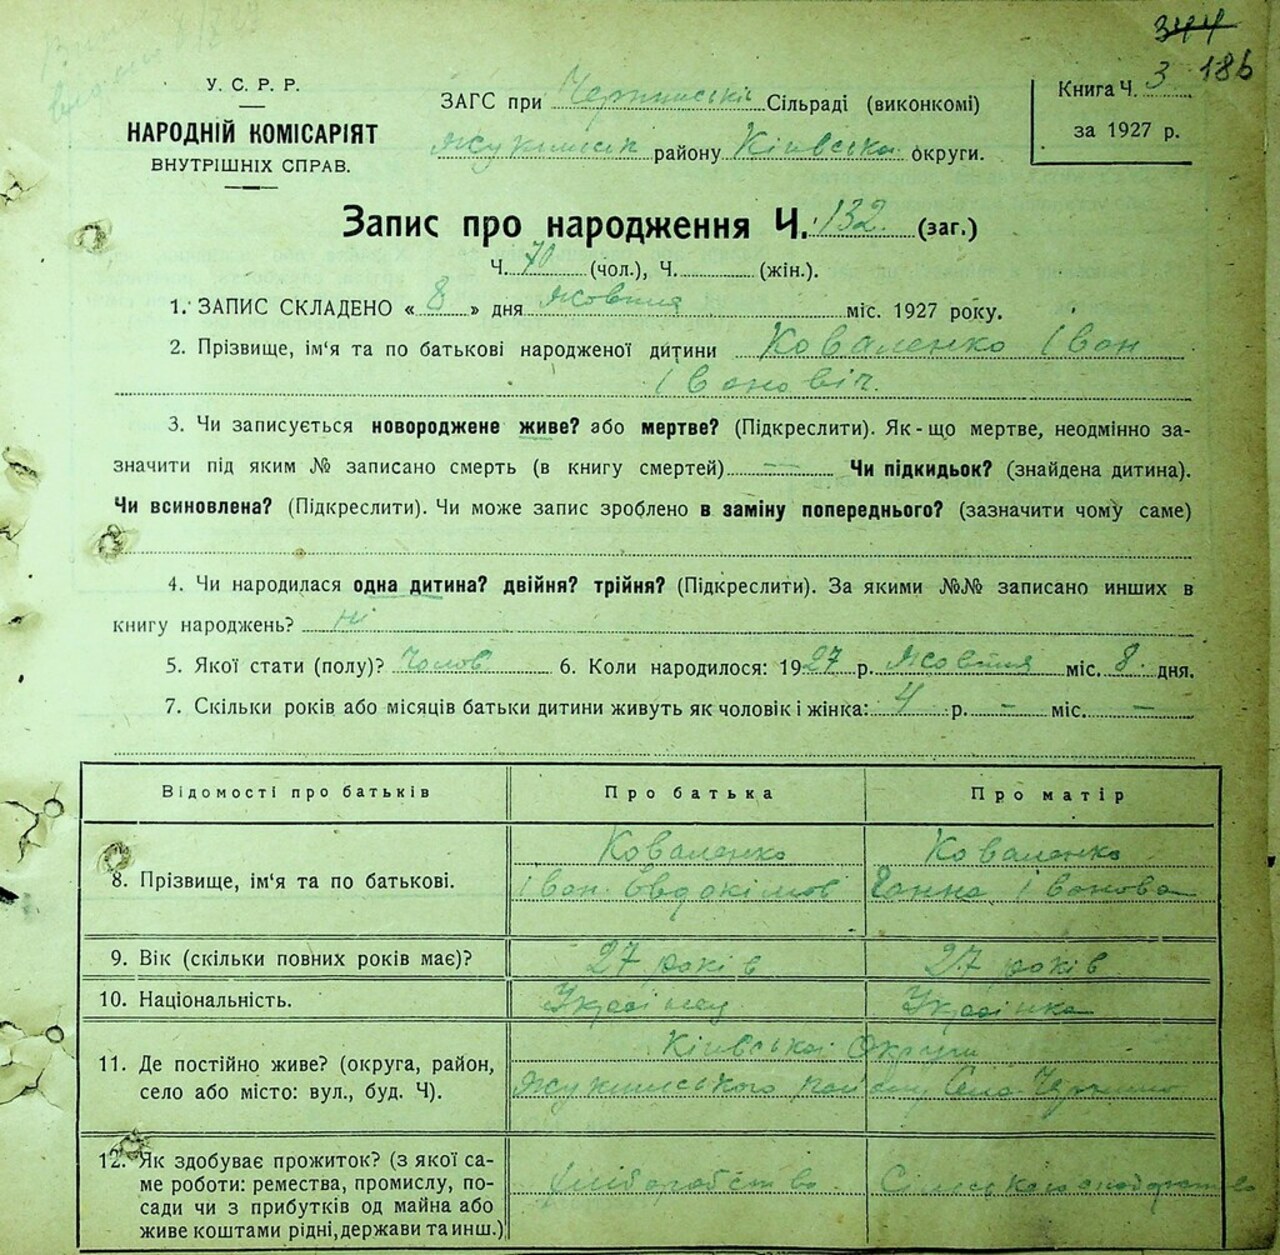 344
186
У. С. Р. Р.
НАРОДНІЙ КОМІСАРІЯТ
ВНУТРІШНІХ СПРАВ.
ЗАГС при Сільраді (виконкомі)
району Київська округи.
Книга Ч. 3
за 1927 р.
Запис про народження Ч. 132 (заг.)
Ч. 70 (чол.), Ч. (жін.).
1. ЗАПИС СКЛАДЕНО « 8 » дня жовтня міс. 1927 року.
2. Прізвище, ім'я та по батькові народженої дитини Коваленко Іван
Іванович.
3. Чи записується новороджене живе? або мертве? (Підкреслити). Як-що мертве, неодмінно за-
значити під яким № записано смерть (в книгу смертей) — Чи підкидьок? (знайдена дитина).
Чи всиновлена? (Підкреслити). Чи може запис зроблено в заміну попереднього? (зазначити чому саме)
4. Чи народилася одна дитина? двійня? трійня? (Підкреслити). За якими №№ записано инших в
книгу народжень? ні
5. Якої стати (полу)? Чолов 6. Коли народилося: 1927 р. жовтня міс. 8 дня.
7. Скільки років або місяців батьки дитини живуть як чоловік і жінка: 4 р. — міс. —
Відомості про батьків Про батька Про матір
Коваленко Коваленко
8. Прізвище, ім'я та по батькові. Іван Овдокімов Ганна Іванова
9. Вік (скільки повних років має)? 27 років 27 років
10. Національність. Українец Українка
Київської Округи
11. Де постійно живе? (округа, район,
село або місто: вул., буд. Ч). району Село
12. Як здобуває прожиток? (з якої са-
ме роботи: ремества, промислу, по- хліборобство Сільського
сади чи з прибутків од майна або
живе коштами рідні, держави та инш.)